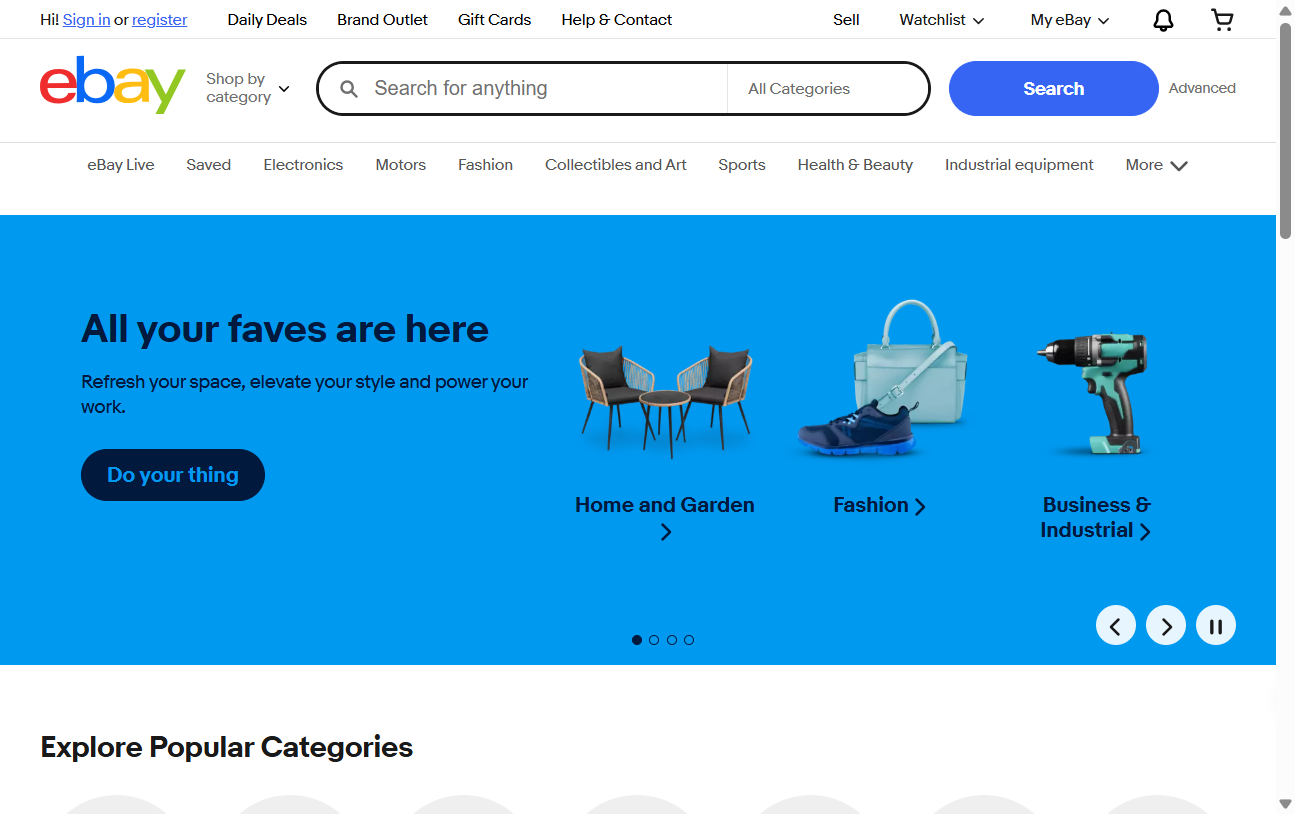 Hi! Sign in or register Daily Deals Brand Outlet Gift Cards Help & Contact Sell Watchlist My eBay
ebay
Shop by
category
Search for anything All Categories Search Advanced
eBay Live Saved Electronics Motors Fashion Collectibles and Art Sports Health & Beauty Industrial equipment More
All your faves are here
Refresh your space, elevate your style and power your
work.
Do your thing
Home and Garden
Fashion
Business &
Industrial
Explore Popular Categories